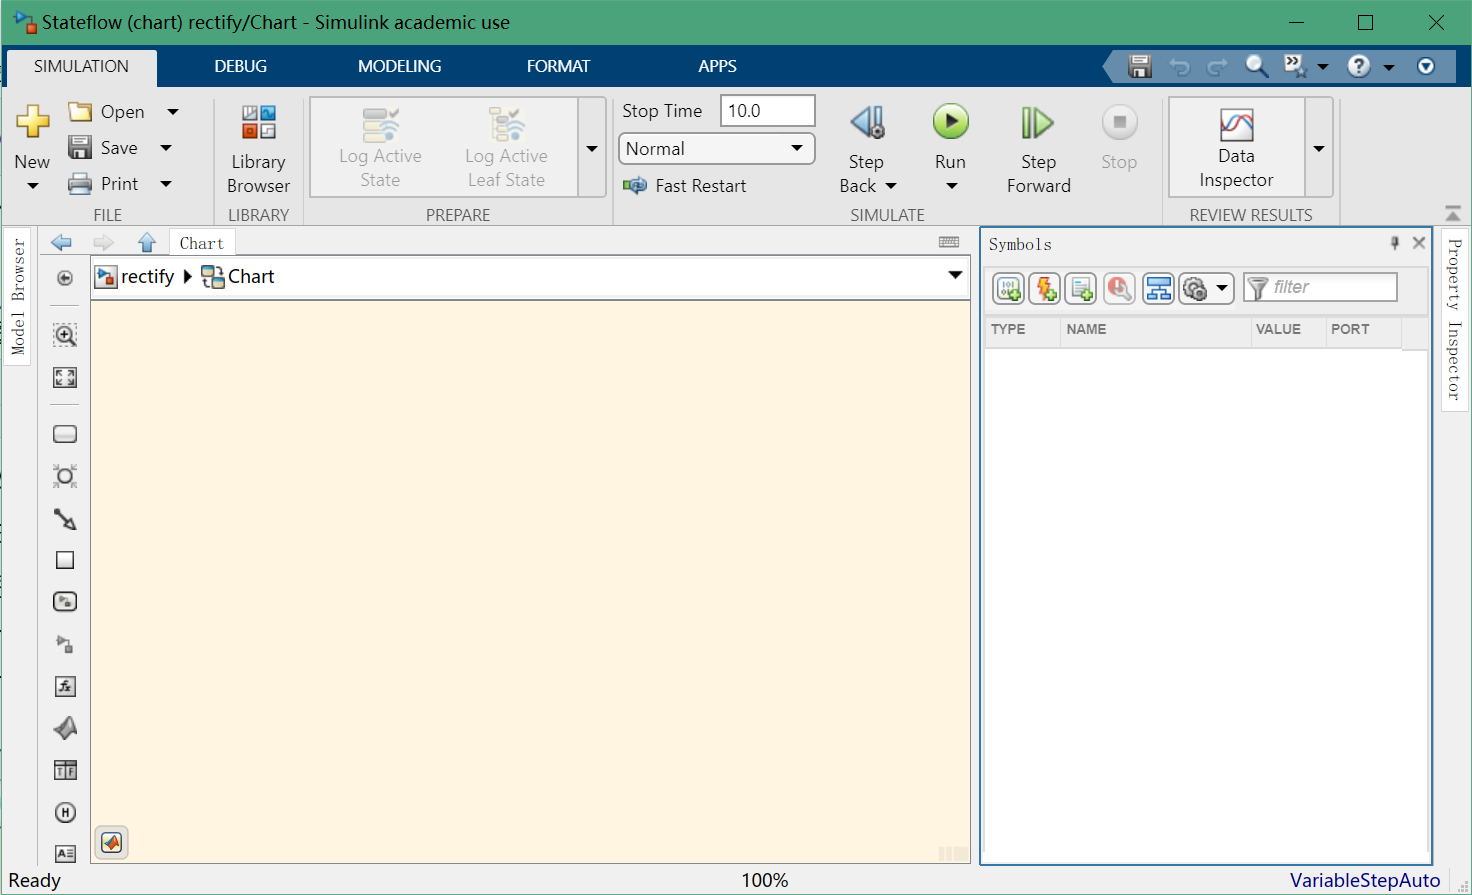 Stateflow (chart) rectify/Chart - Simulink academic use
SIMULATION DEBUG MODELING FORMAT APPS
New
Open
Save
Print
FILE
Library
Browser
LIBRARY
Log Active
State
Log Active
Leaf State
PREPARE
Stop Time 10.0
Normal
Fast Restart
Step
Back
Run
Step
Forward
Stop
SIMULATE
Data
Inspector
REVIEW RESULTS
Model Browser
Chart
rectify Chart
Symbols
filter
TYPE NAME VALUE PORT
Property Inspector
Ready 100% VariableStepAuto